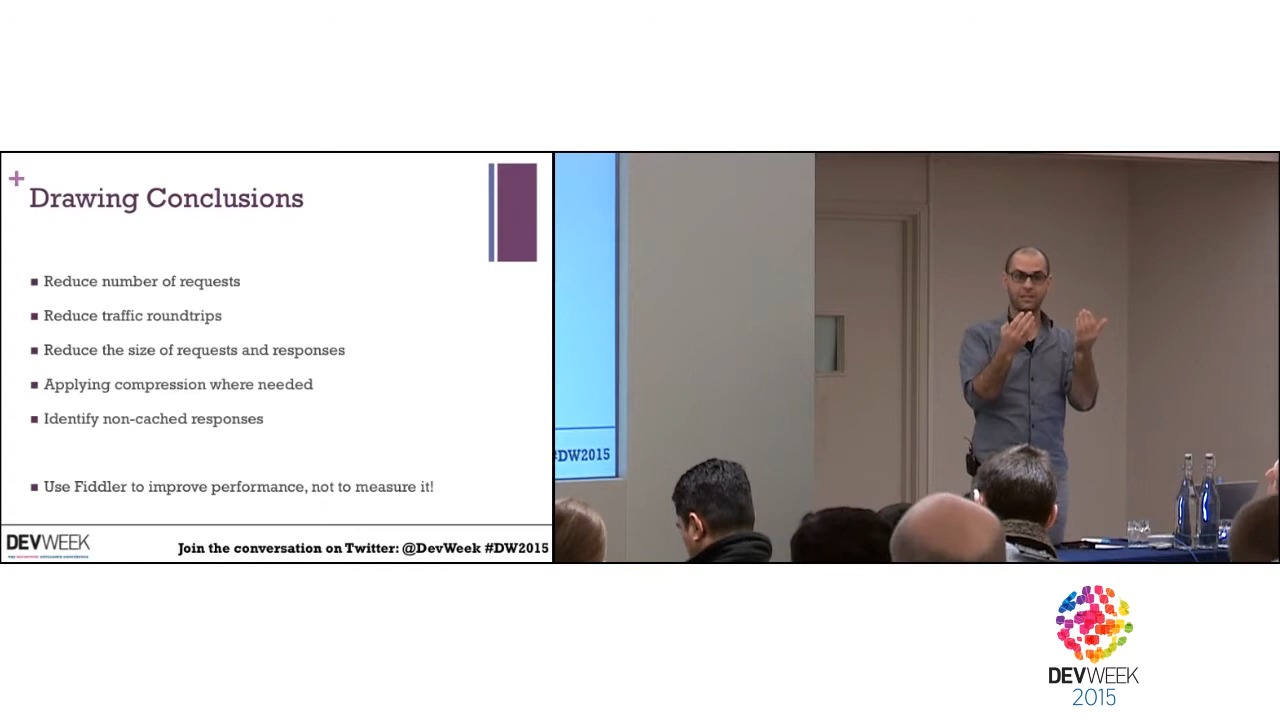 +
Drawing Conclusions
Reduce number of requests
Reduce traffic roundtrips
Reduce the size of requests and responses
Applying compression where needed
Identify non-cached responses
Use Fiddler to improve performance, not to measure it!
DEVWEEK
Join the conversation on Twitter: @DevWeek #DW2015
#DW2015
DEVWEEK
2015